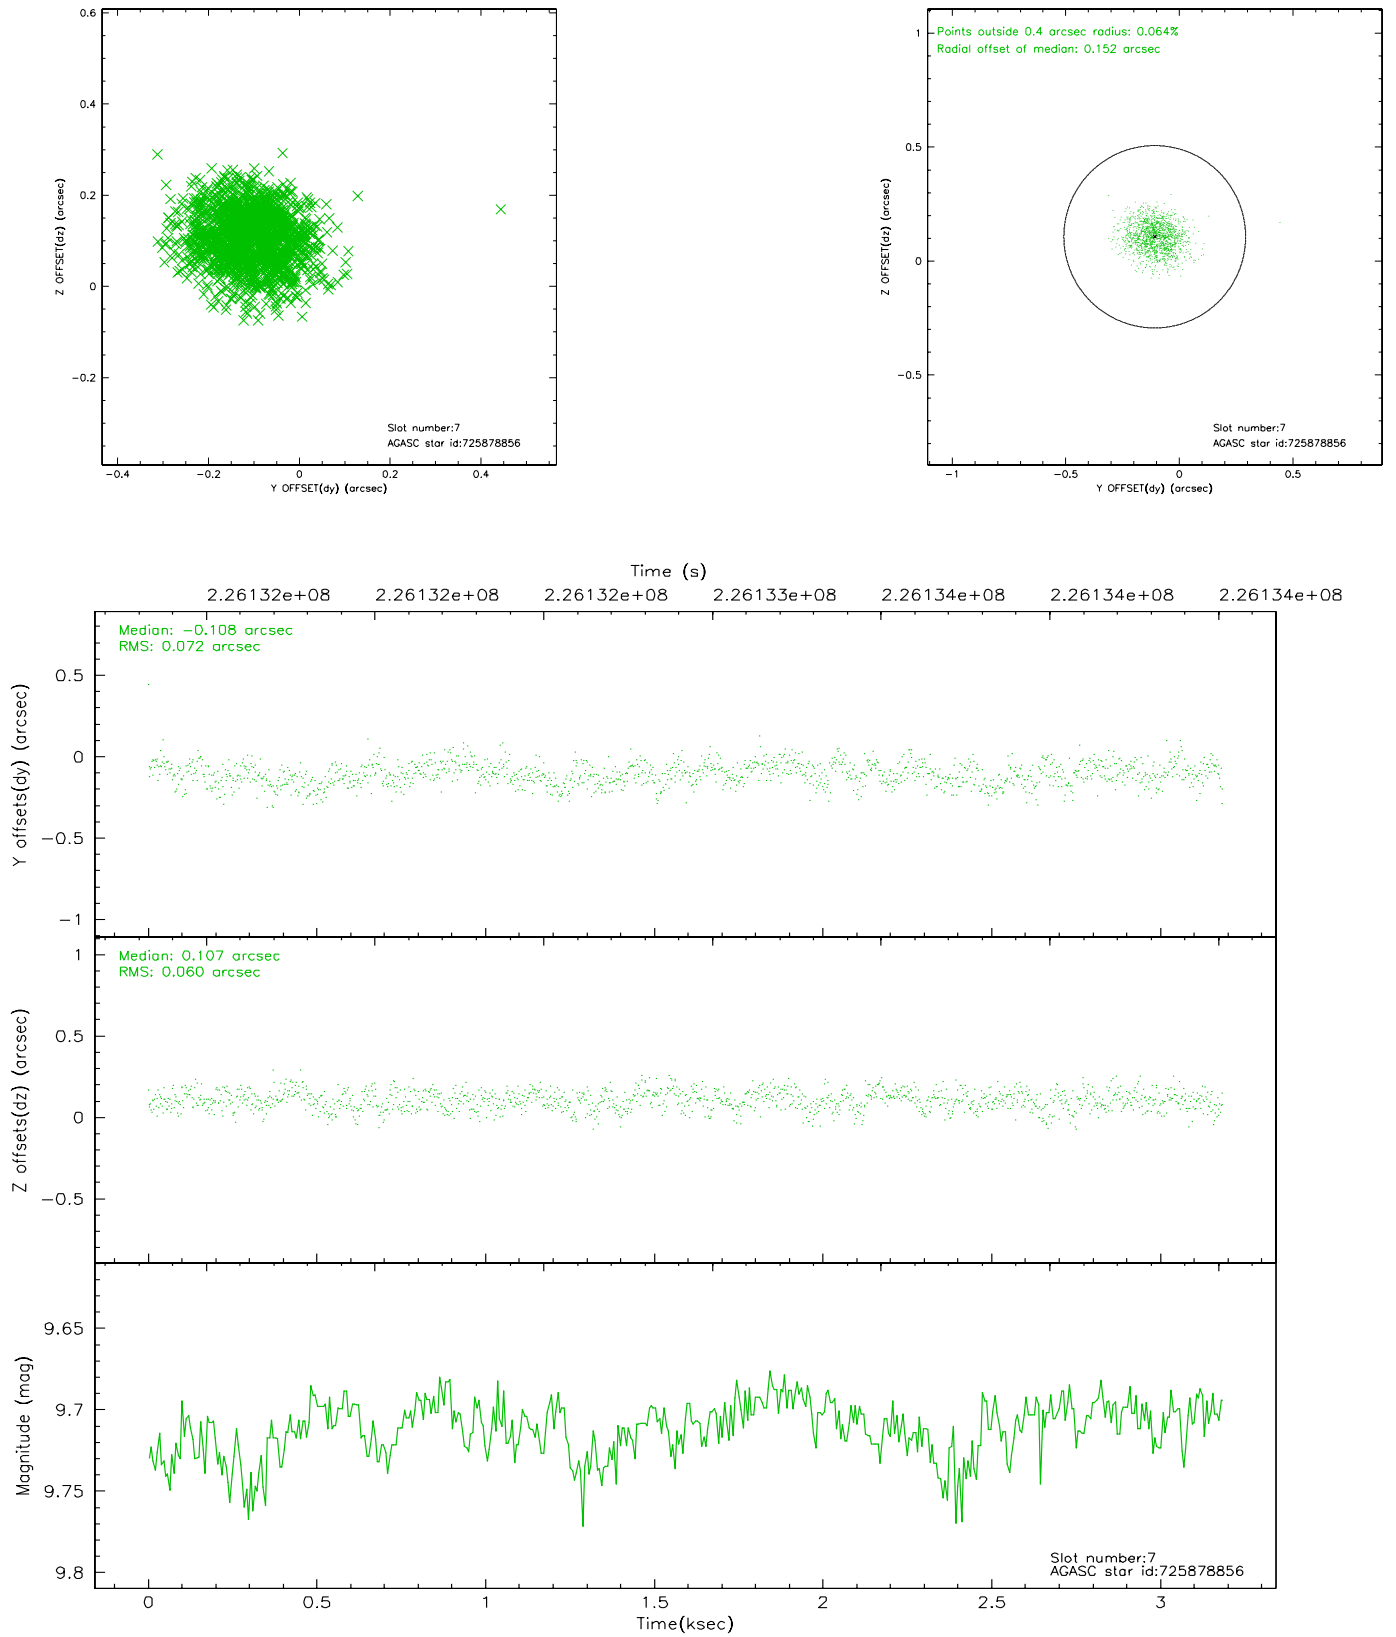 0.6
0.4
0.2
0
−0.2
Z OFFSET(dz) (arcsec)
Slot number:7
AGASC star id:725878856
−0.4 −0.2 0 0.2 0.4
Y OFFSET(dy) (arcsec)
Points outside 0.4 arcsec radius: 0.064%
Radial offset of median: 0.152 arcsec
1
0.5
0
−0.5
Z OFFSET(dz) (arcsec)
Slot number:7
AGASC star id:725878856
−1 −0.5 0 0.5
Y OFFSET(dy) (arcsec)
Time (s)
2.26132e+08 2.26132e+08 2.26132e+08 2.26133e+08 2.26134e+08 2.26134e+08 2.26134e+08
Median: −0.108 arcsec
RMS: 0.072 arcsec
0.5
0
−0.5
−1
Y offsets(dy) (arcsec)
Median: 0.107 arcsec
RMS: 0.060 arcsec
1
0.5
0
−0.5
Z offsets(dz) (arcsec)
9.65
9.7
9.75
9.8
Magnitude (mag)
Slot number:7
AGASC star id:725878856
0 0.5 1 1.5 2 2.5 3
Time(ksec)